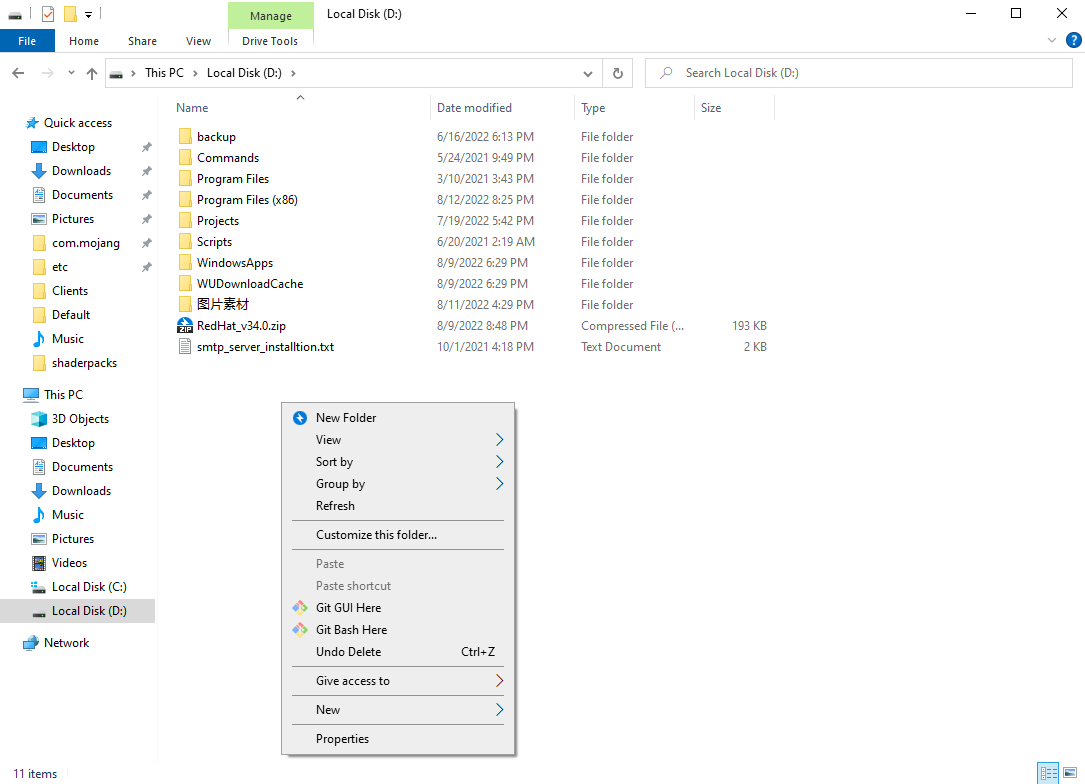 Manage
Local Disk (D:)
File
Home
Share
View
Drive Tools
?
This PC
Local Disk (D:)
Search Local Disk (D:)
Name
Date modified
Type
Size
Quick access
Desktop
Downloads
Documents
Pictures
com.mojang
etc
Clients
Default
Music
shaderpacks
This PC
3D Objects
Desktop
Documents
Downloads
Music
Pictures
Videos
Local Disk (C:)
Local Disk (D:)
Network
backup 6/16/2022 6:13 PM File folder
Commands 5/24/2021 9:49 PM File folder
Program Files 3/10/2021 3:43 PM File folder
Program Files (x86) 8/12/2022 8:25 PM File folder
Projects 7/19/2022 5:42 PM File folder
Scripts 6/20/2021 2:19 AM File folder
WindowsApps 8/9/2022 6:29 PM File folder
WUDownloadCache 8/9/2022 6:29 PM File folder
图片素材 8/11/2022 4:29 PM File folder
ZIP RedHat_v34.0.zip 8/9/2022 8:48 PM Compressed File (... 193 KB
smtp_server_installtion.txt 10/1/2021 4:18 PM Text Document 2 KB
New Folder
View
Sort by
Group by
Refresh
Customize this folder...
Paste
Paste shortcut
Git GUI Here
Git Bash Here
Undo Delete Ctrl+Z
Give access to
New
Properties
11 items